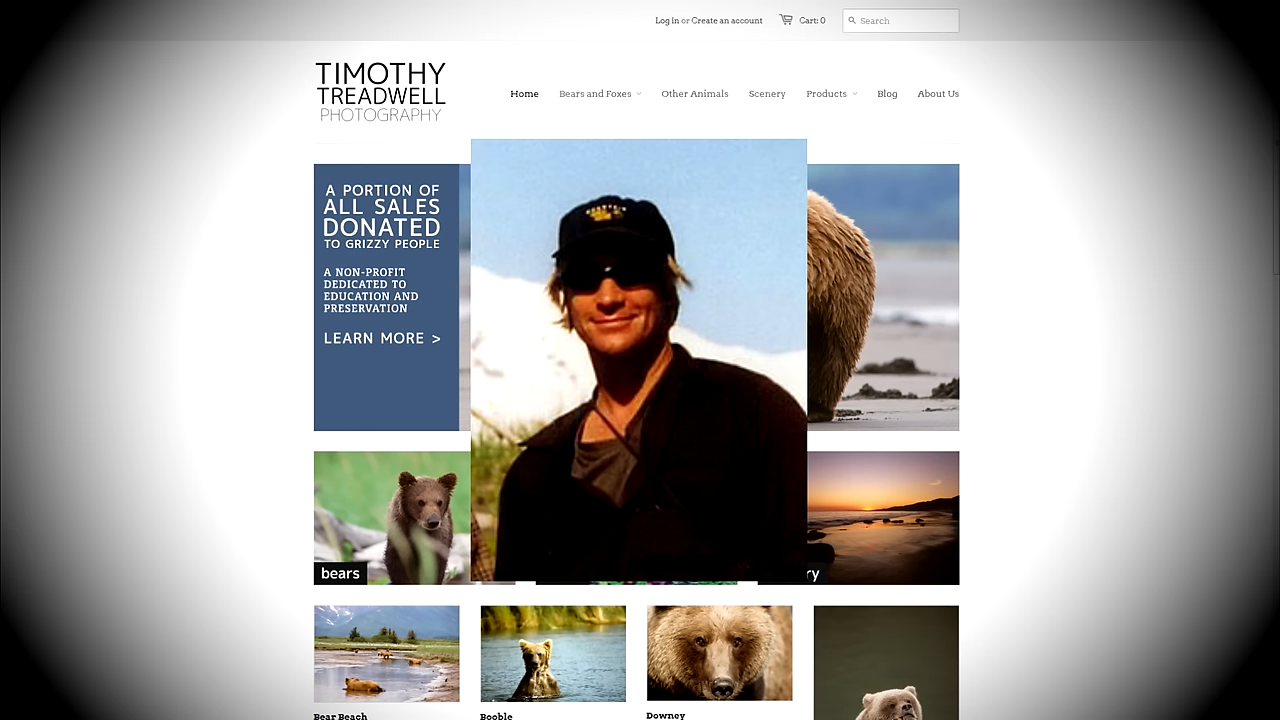 Log in or Create an account
Cart: 0
Search
TIMOTHY
TREADWELL
PHOTOGRAPHY
Home
Bears and Foxes
Other Animals
Scenery
Products
Blog
About Us
A PORTION OF
ALL SALES
DONATED
TO GRIZZY PEOPLE
A NON-PROFIT
DEDICATED TO
EDUCATION AND
PRESERVATION
LEARN MORE >
bears
ry
Bear Beach
Booble
Downey